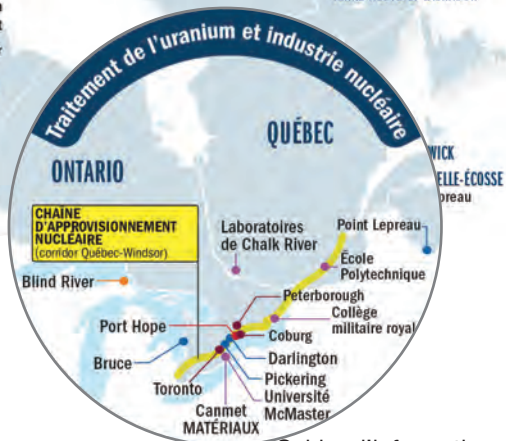 Traitement de l'uranium et industrie nucléaire
QUÉBEC
ONTARIO
WICK
ELLE-ÉCOSSE
preau
CHAÎNE
D'APPROVISIONNEMENT
NUCLÉAIRE
(corridor Québec-Windsor)
Laboratoires
de Chalk River
Point Lepreau
École
Polytechnique
Blind River
Peterborough
Collège
militaire royal
Port Hope
Coburg
Bruce
Darlington
Pickering
Toronto
Université
McMaster
Canmet
MATÉRIAUX